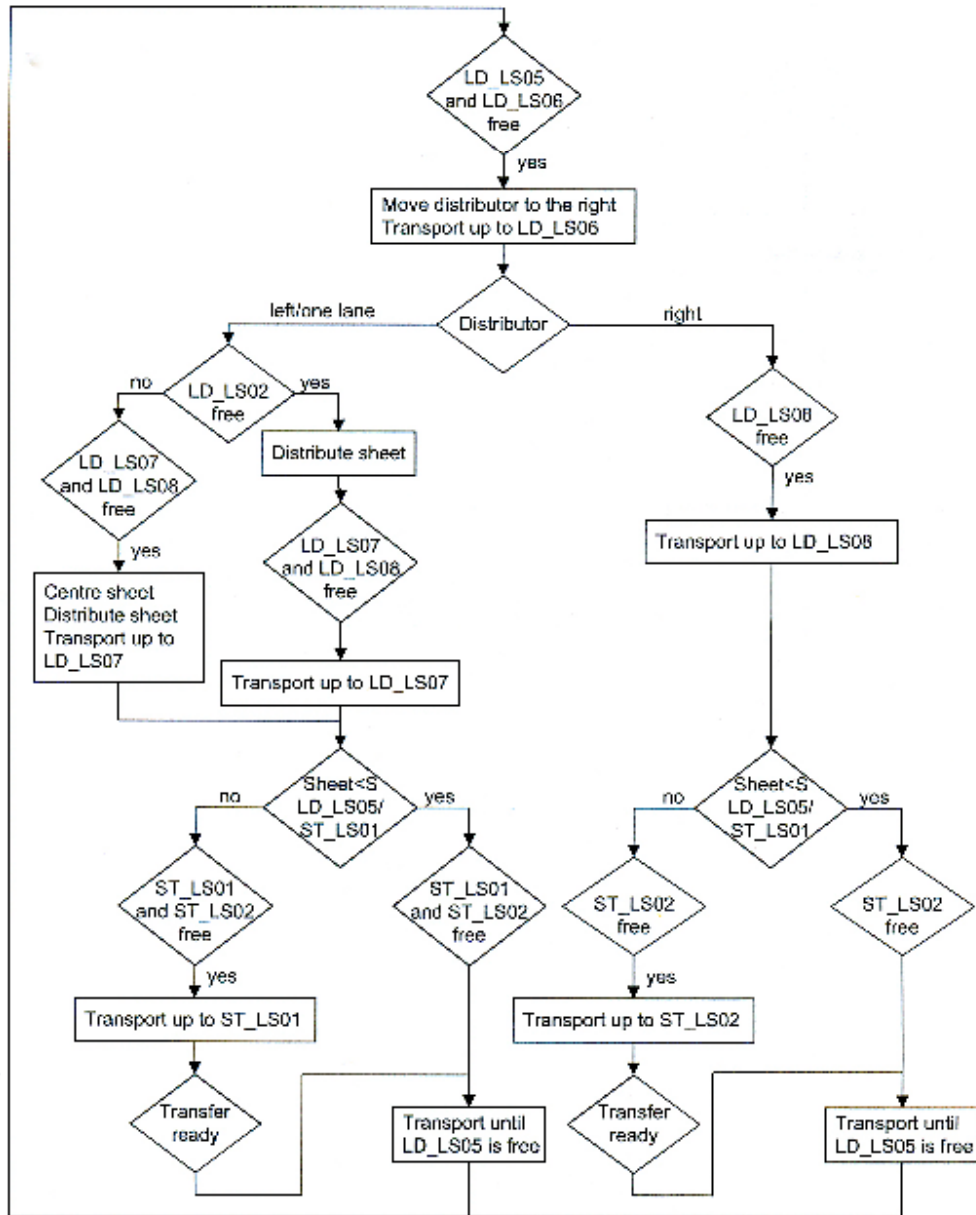 LD_LS05
and LD_LS06
free
yes
Move distributor to the right
Transport up to LD_LS06
left/one lane
Distributor
right
no
LD_LS02
free
yes
LD_LS08
free
Distribute sheet
LD_LS07
and LD_LS08
free
yes
yes
LD_LS07
and LD_LS08
free
Transport up to LD_LS08
Centre sheet
Distribute sheet
Transport up to
LD_LS07
Transport up to LD_LS07
no
Sheet<S
LD_LS05/
ST_LS01
yes
no
Sheet<S
LD_LS05/
ST_LS01
yes
ST_LS01
and ST_LS02
free
ST_LS01
and ST_LS02
free
ST_LS02
free
ST_LS02
free
yes
yes
Transport up to ST_LS01
Transport up to ST_LS02
Transfer
ready
Transport until
LD_LS05 is free
Transfer
ready
Transport until
LD_LS05 is free